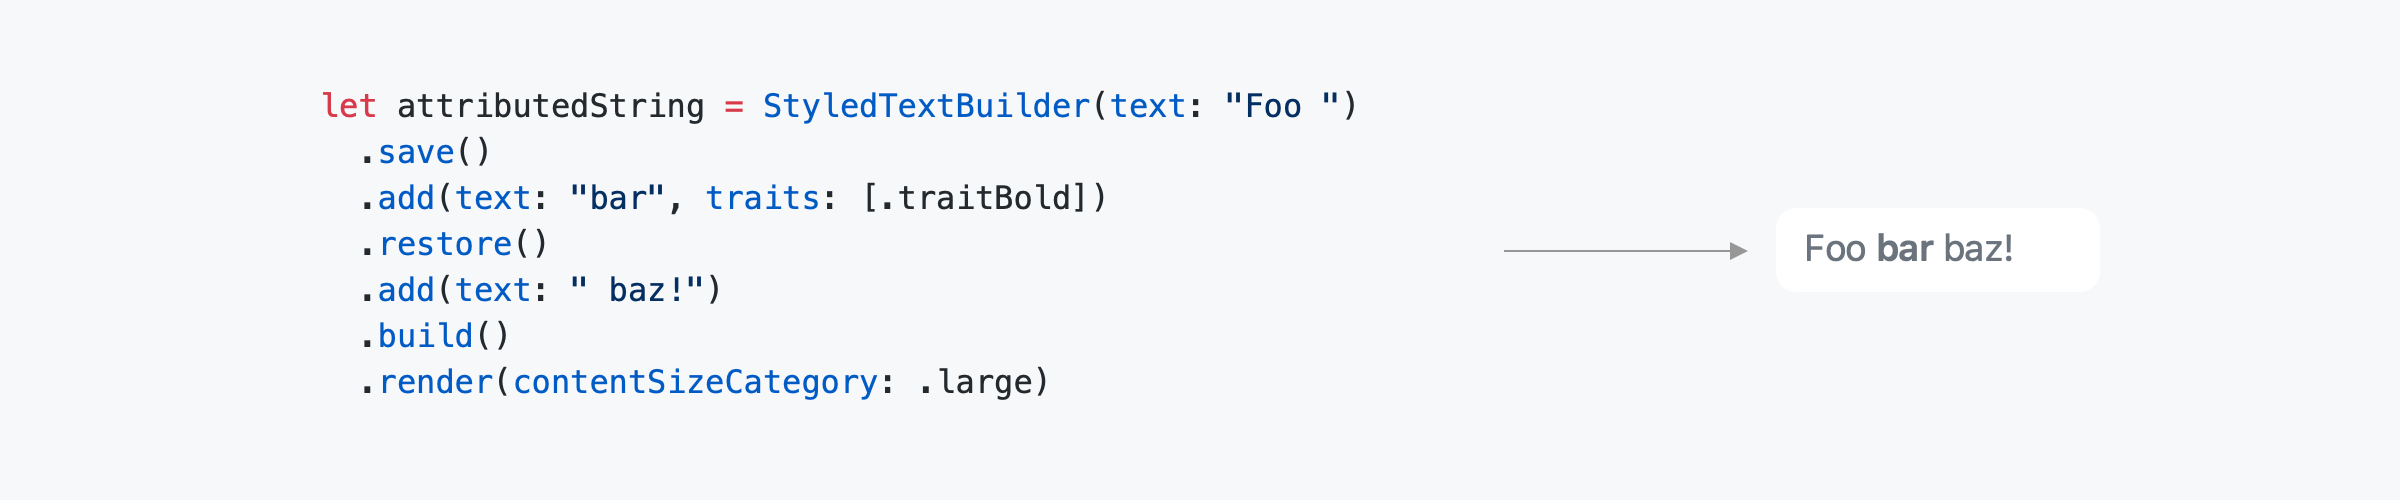 let attributedString = StyledTextBuilder(text: "Foo ")
  .save()
  .add(text: "bar", traits: [.traitBold])
  .restore()
  .add(text: " baz!")
  .build()
  .render(contentSizeCategory: .large)
Foo bar baz!